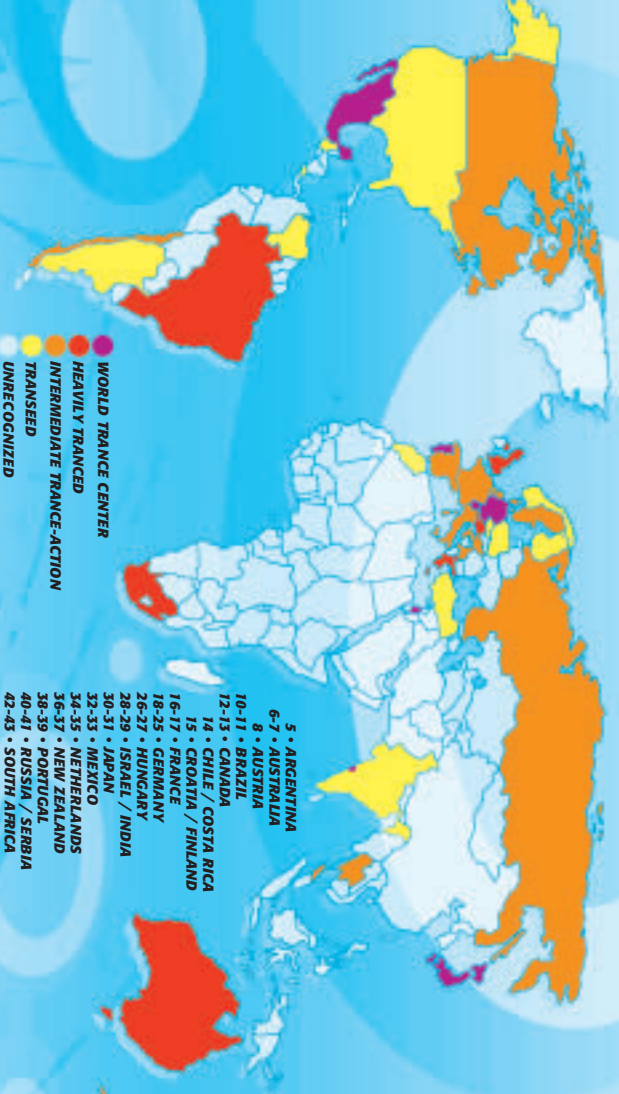 WORLD TRANCE CENTER
HEAVILY TRANCED
INTERMEDIATE TRANCE-ACTION
TRANSEED
UNRECOGNIZED
5 • ARGENTINA
6-7 • AUSTRALIA
8 • AUSTRIA
10-11 • BRAZIL
12-13 • CANADA
14 • CHILE / COSTA RICA
15 • CROATIA / FINLAND
16-17 • FRANCE
18-25 • GERMANY
26-27 • HUNGARY
28-29 • ISRAEL / INDIA
30-31 • JAPAN
32-33 • MEXICO
34-35 • NETHERLANDS
36-37 • NEW ZEALAND
38-39 • PORTUGAL
40-41 • RUSSIA / SERBIA
42-43 • SOUTH AFRICA